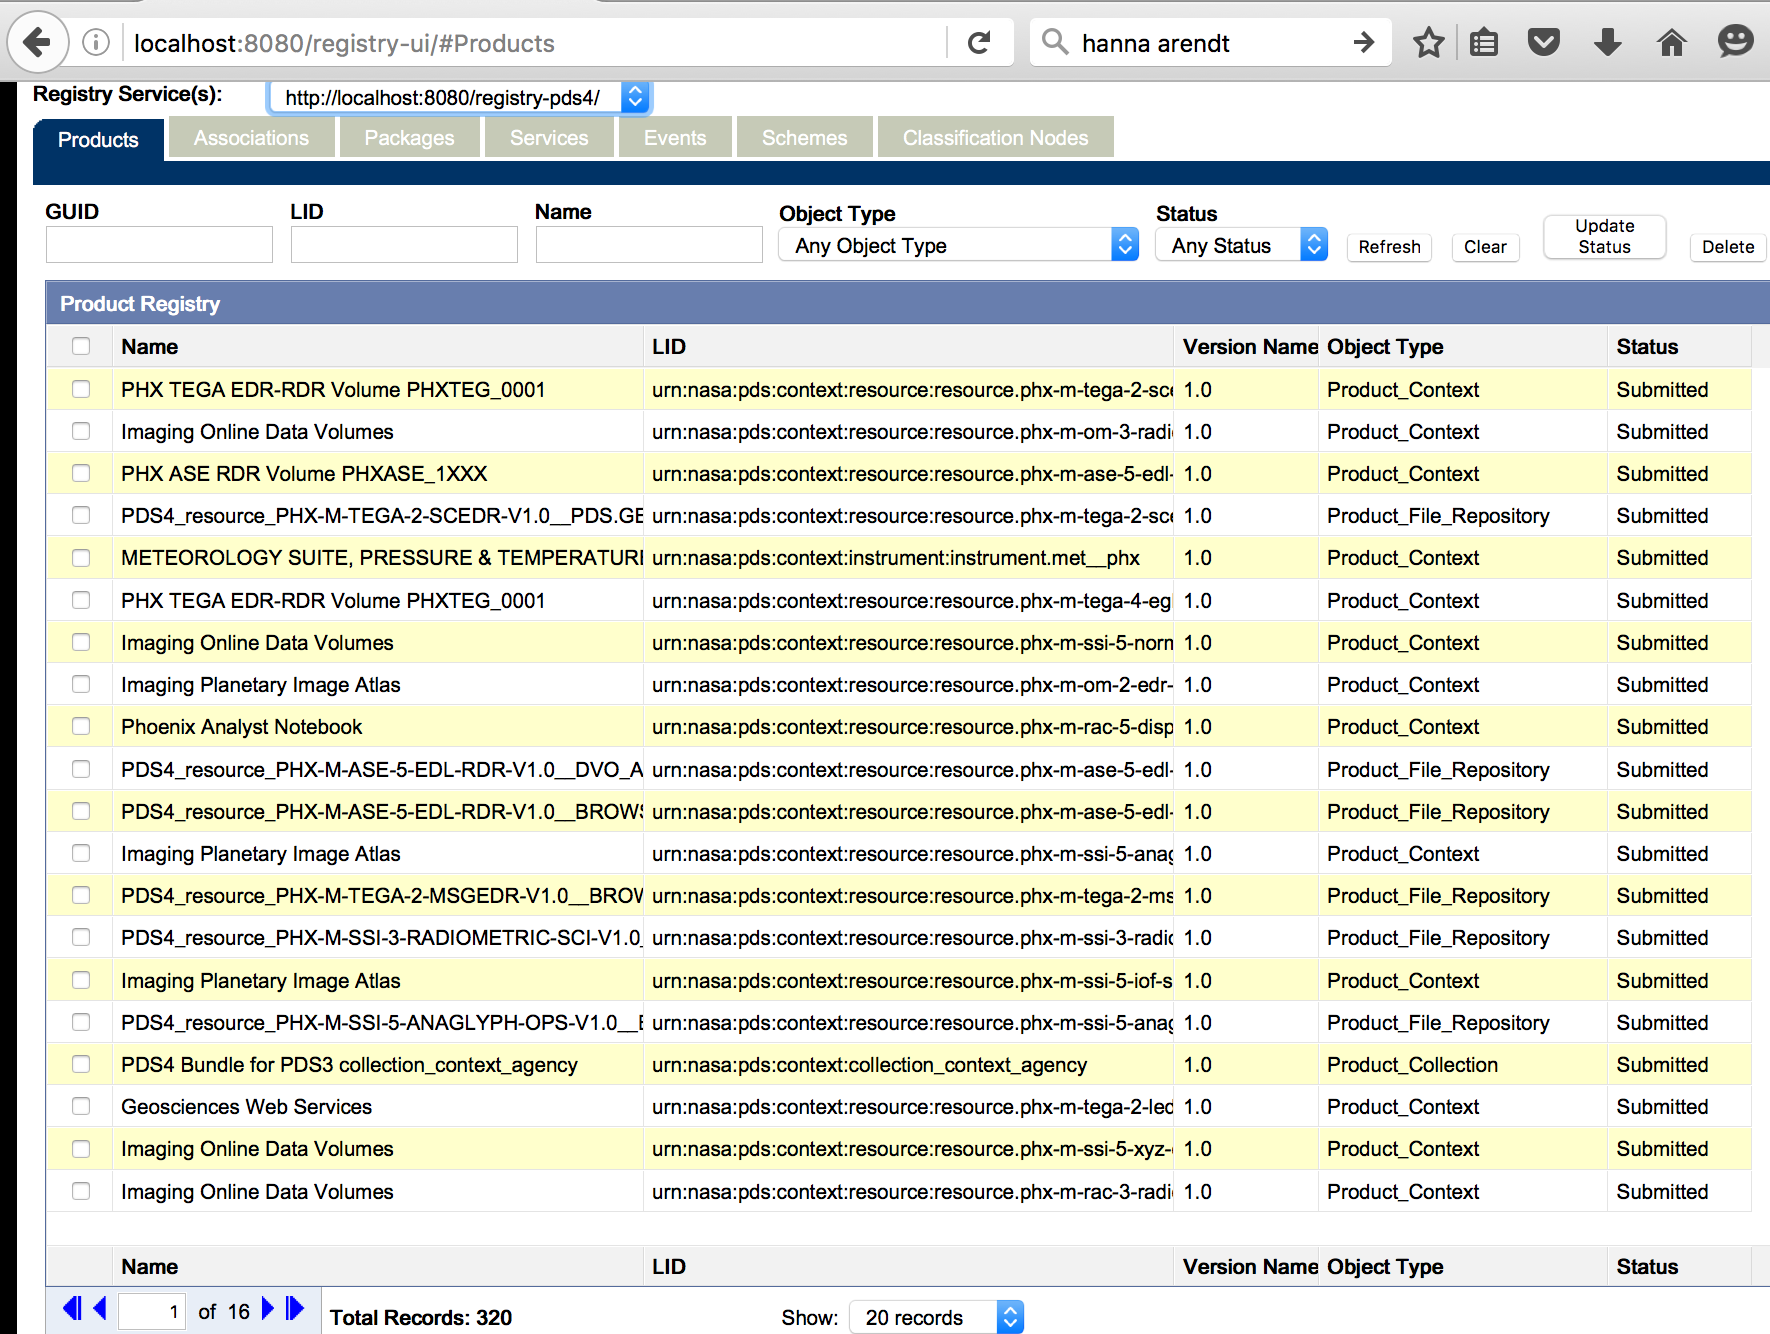 localhost:8080/registry-ui/#Products hanna arendt
Registry Service(s): http://localhost:8080/registry-pds4/
Products Associations Packages Services Events Schemes Classification Nodes
GUID LID Name Object Type Status
Any Object Type Any Status Refresh Clear Update Status Delete
Product Registry
Name LID Version Name Object Type Status
PHX TEGA EDR-RDR Volume PHXTEG_0001 urn:nasa:pds:context:resource:resource.phx-m-tega-2-sce 1.0 Product_Context Submitted
Imaging Online Data Volumes urn:nasa:pds:context:resource:resource.phx-m-om-3-radi 1.0 Product_Context Submitted
PHX ASE RDR Volume PHXASE_1XXX urn:nasa:pds:context:resource:resource.phx-m-ase-5-edl- 1.0 Product_Context Submitted
PDS4_resource_PHX-M-TEGA-2-SCEDR-V1.0__PDS.GE urn:nasa:pds:context:resource:resource.phx-m-tega-2-sce 1.0 Product_File_Repository Submitted
METEOROLOGY SUITE, PRESSURE & TEMPERATURE urn:nasa:pds:context:instrument:instrument.met__phx 1.0 Product_Context Submitted
PHX TEGA EDR-RDR Volume PHXTEG_0001 urn:nasa:pds:context:resource:resource.phx-m-tega-4-eg 1.0 Product_Context Submitted
Imaging Online Data Volumes urn:nasa:pds:context:resource:resource.phx-m-ssi-5-norn 1.0 Product_Context Submitted
Imaging Planetary Image Atlas urn:nasa:pds:context:resource:resource.phx-m-om-2-edr- 1.0 Product_Context Submitted
Phoenix Analyst Notebook urn:nasa:pds:context:resource:resource.phx-m-rac-5-disp 1.0 Product_Context Submitted
PDS4_resource_PHX-M-ASE-5-EDL-RDR-V1.0__DVO_A urn:nasa:pds:context:resource:resource.phx-m-ase-5-edl- 1.0 Product_File_Repository Submitted
PDS4_resource_PHX-M-ASE-5-EDL-RDR-V1.0__BROWS urn:nasa:pds:context:resource:resource.phx-m-ase-5-edl- 1.0 Product_File_Repository Submitted
Imaging Planetary Image Atlas urn:nasa:pds:context:resource:resource.phx-m-ssi-5-anag 1.0 Product_Context Submitted
PDS4_resource_PHX-M-TEGA-2-MSGEDR-V1.0__BROW urn:nasa:pds:context:resource:resource.phx-m-tega-2-ms 1.0 Product_File_Repository Submitted
PDS4_resource_PHX-M-SSI-3-RADIOMETRIC-SCI-V1.0_ urn:nasa:pds:context:resource:resource.phx-m-ssi-3-radio 1.0 Product_File_Repository Submitted
Imaging Planetary Image Atlas urn:nasa:pds:context:resource:resource.phx-m-ssi-5-iof-s 1.0 Product_Context Submitted
PDS4_resource_PHX-M-SSI-5-ANAGLYPH-OPS-V1.0__E urn:nasa:pds:context:resource:resource.phx-m-ssi-5-anag 1.0 Product_File_Repository Submitted
PDS4 Bundle for PDS3 collection_context_agency urn:nasa:pds:context:collection_context_agency 1.0 Product_Collection Submitted
Geosciences Web Services urn:nasa:pds:context:resource:resource.phx-m-tega-2-led 1.0 Product_Context Submitted
Imaging Online Data Volumes urn:nasa:pds:context:resource:resource.phx-m-ssi-5-xyz- 1.0 Product_Context Submitted
Imaging Online Data Volumes urn:nasa:pds:context:resource:resource.phx-m-rac-3-radi 1.0 Product_Context Submitted
Name LID Version Name Object Type Status
1 of 16 Total Records: 320 Show: 20 records